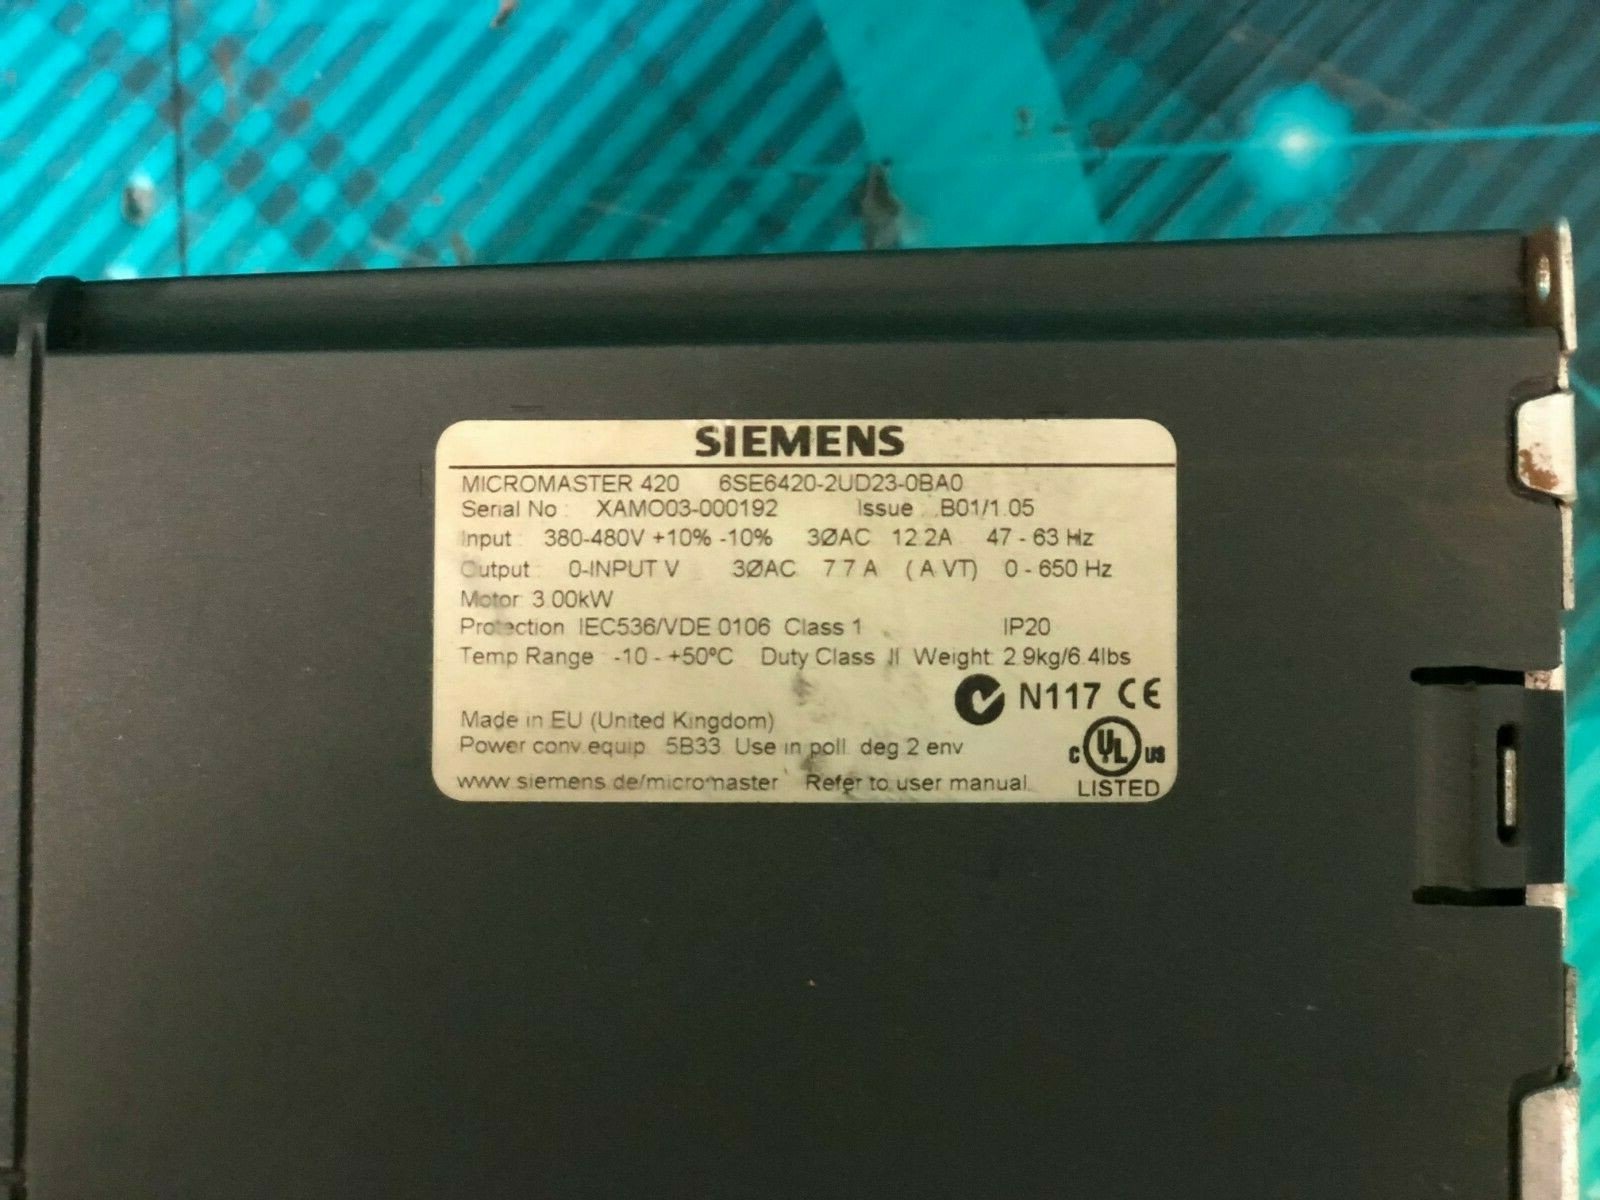 SIEMENS
MICROMASTER 420 6SE6420-2UD23-0BA0
Serial No : XAMO03-000192 Issue : B01/1.05
Input : 380-480V +10% -10% 3ØAC 12.2A 47 - 63 Hz
Output : 0-INPUT V 3ØAC 7.7 A ( A VT) 0 - 650 Hz
Motor: 3.00kW
Protection IEC536/VDE 0106 Class 1 IP20
Temp Range : -10 - +50ºC Duty Class II Weight: 2.9kg/6.4lbs
N117 CE
Made in EU (United Kingdom)
Power conv.equip. 5B33. Use in poll. deg 2 env
C UL US
www.siemens.de/micromaster Refer to user manual.
LISTED